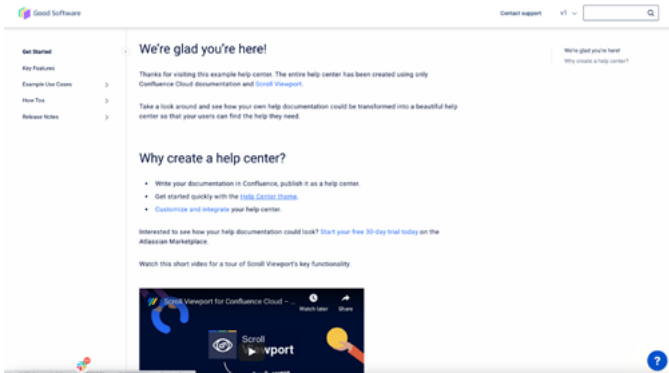 Good Software
Contact support
v1
Get Started
Key Features
Example Use Cases
How Tos
Release Notes
We're glad you're here!
Thanks for visiting this example help center. The entire help center has been created using only
Confluence Cloud documentation and Scroll Viewport.
Take a look around and see how your own help documentation could be transformed into a beautiful help
center so that your users can find the help they need.
Why create a help center?
• Write your documentation in Confluence, publish it as a help center.
• Get started quickly with the Help Center theme.
• Customize and integrate your help center.
Interested to see how your help documentation could look? Start your free 30-day trial today on the
Atlassian Marketplace.
Watch this short video for a tour of Scroll Viewport's key functionality.
Scroll Viewport for Confluence Cloud – ...
Watch later
Share
Scroll
Viewport
We're glad you're here!
Why create a help center?
?